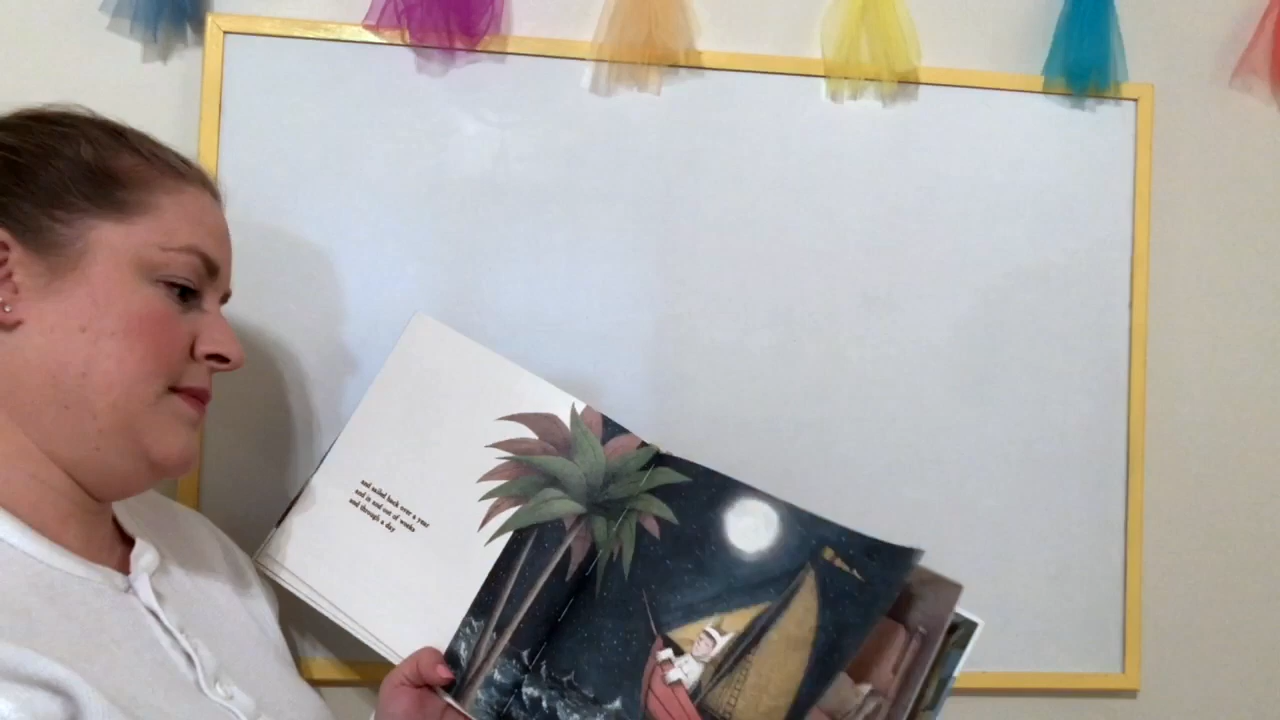 and sailed back over a year
and in and out of weeks
and through a day